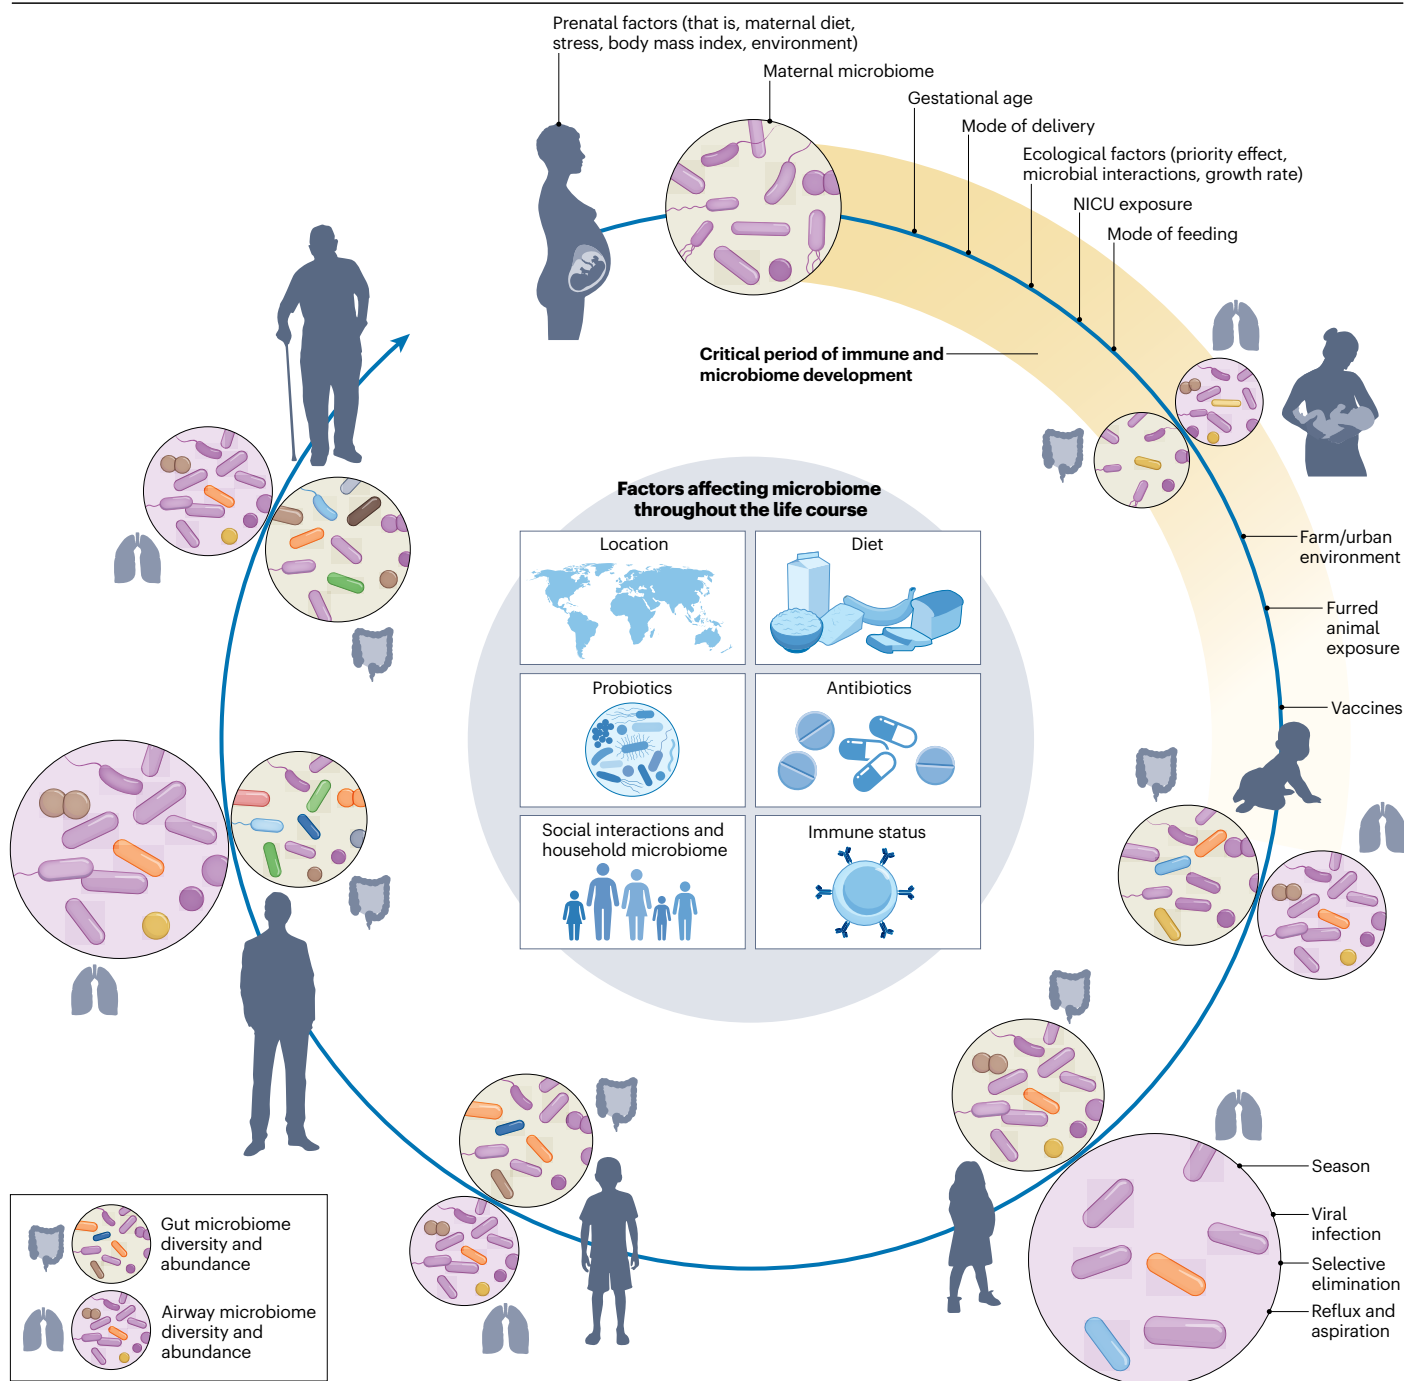 Prenatal factors (that is, maternal diet,
stress, body mass index, environment)
Maternal microbiome
Gestational age
Mode of delivery
Ecological factors (priority effect,
microbial interactions, growth rate)
NICU exposure
Mode of feeding
Critical period of immune and
microbiome development
Factors affecting microbiome
throughout the life course
Location
Diet
Probiotics
Antibiotics
Social interactions and
household microbiome
Immune status
Farm/urban
environment
Furred
animal
exposure
Vaccines
Season
Viral
infection
Selective
elimination
Reflux and
aspiration
Gut microbiome
diversity and
abundance
Airway microbiome
diversity and
abundance